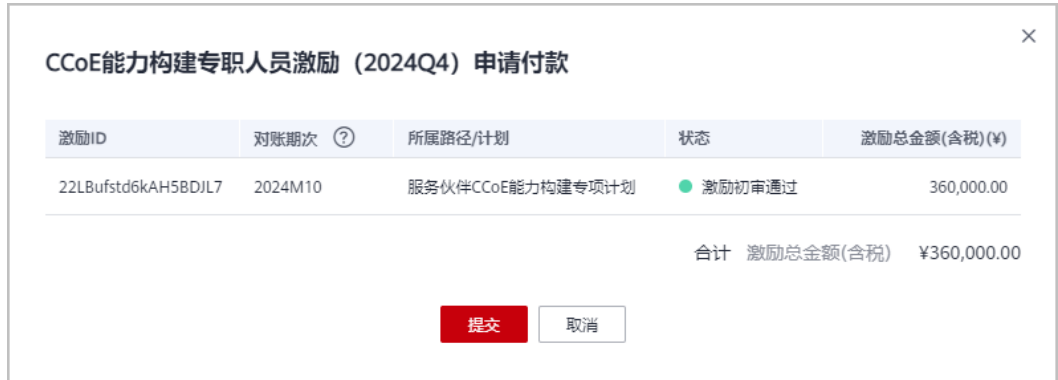 CCoE能力构建专职人员激励（2024Q4）申请付款
激励ID 对账期次 ? 所属路径/计划 状态 激励总金额(含税)(¥)
22LBufstd6kAH5BDJL7 2024M10 服务伙伴CCoE能力构建专项计划 激励初审通过 360,000.00
合计 激励总金额(含税) ¥360,000.00
提交 取消